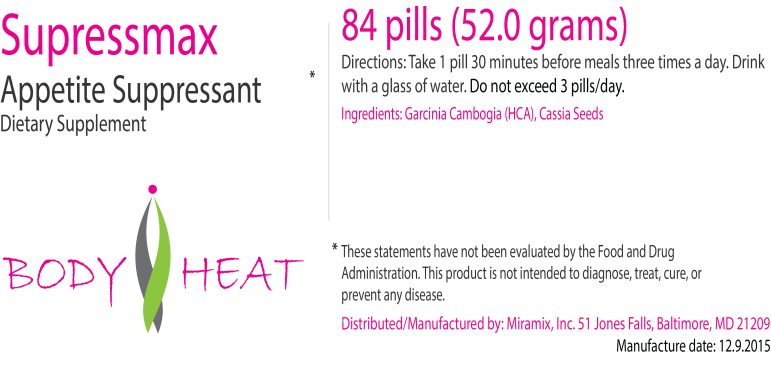 Supressmax
Appetite Suppressant *
Dietary Supplement
BODY HEAT
84 pills (52.0 grams)
Directions: Take 1 pill 30 minutes before meals three times a day. Drink
with a glass of water. Do not exceed 3 pills/day.
Ingredients: Garcinia Cambogia (HCA), Cassia Seeds
* These statements have not been evaluated by the Food and Drug
Administration. This product is not intended to diagnose, treat, cure, or
prevent any disease.
Distributed/Manufactured by: Miramix, Inc. 51 Jones Falls, Baltimore, MD 21209
Manufacture date: 12.9.2015